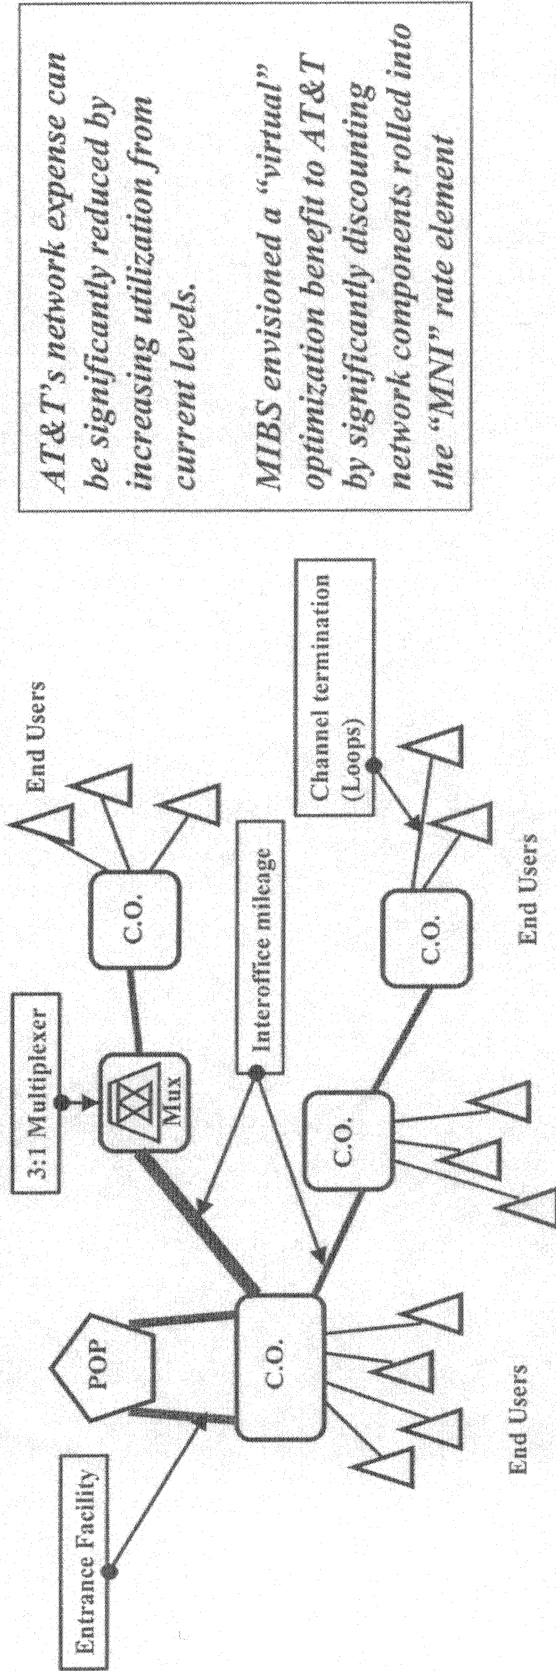 Entrance Facility
POP
C.O.
End Users
3:1 Multiplexer
Mux
Interoffice mileage
C.O.
C.O.
End Users
C.O.
End Users
Channel termination
(Loops)
AT&T's network expense can
be significantly reduced by
increasing utilization from
current levels.
MIBS envisioned a “virtual”
optimization benefit to AT&T
by significantly discounting
network components rolled into
the “MNI” rate element